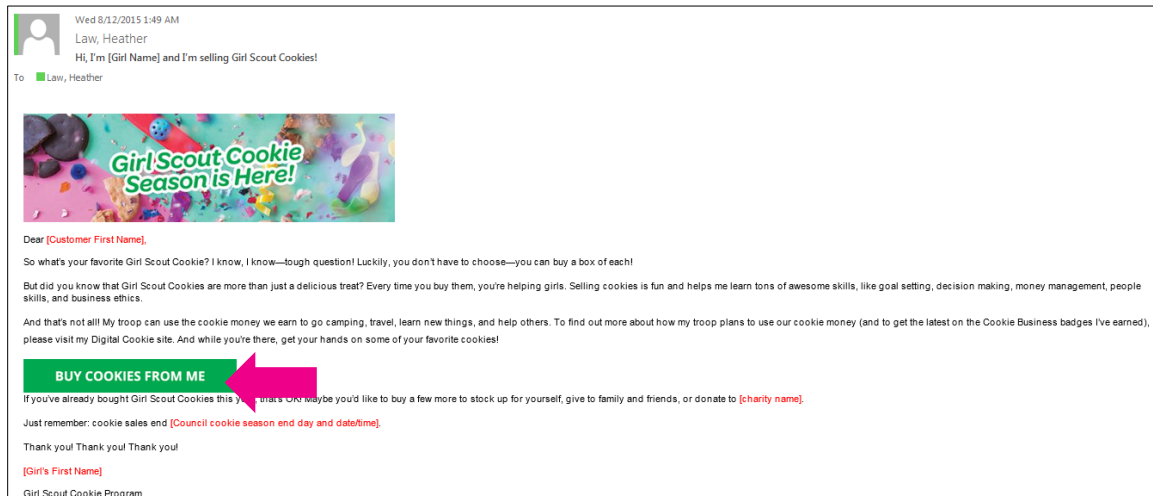 Wed 8/12/2015 1:49 AM
Law, Heather
Hi, I'm [Girl Name] and I'm selling Girl Scout Cookies!
To Law, Heather
Girl Scout Cookie
Season is Here!
Dear [Customer First Name],
So what's your favorite Girl Scout Cookie? I know, I know—tough question! Luckily, you don't have to choose—you can buy a box of each!
But did you know that Girl Scout Cookies are more than just a delicious treat? Every time you buy them, you're helping girls. Selling cookies is fun and helps me learn tons of awesome skills, like goal setting, decision making, money management, people
skills, and business ethics.
And that's not all! My troop can use the cookie money we earn to go camping, travel, learn new things, and help others. To find out more about how my troop plans to use our cookie money (and to get the latest on the Cookie Business badges I've earned),
please visit my Digital Cookie site. And while you're there, get your hands on some of your favorite cookies!
BUY COOKIES FROM ME
If you've already bought Girl Scout Cookies this that's OK! Maybe you'd like to buy a few more to stock up for yourself, give to family and friends, or donate to [charity name].
Just remember: cookie sales end [Council cookie season end day and date/time].
Thank you! Thank you! Thank you!
[Girl's First Name]
Girl Scout Cookie Program